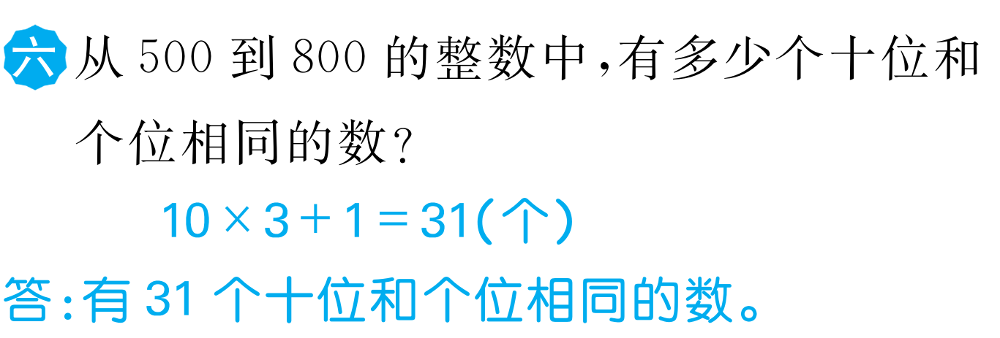 六 从 500 到 800 的整数中,有多少个十位和
个位相同的数?
10×3+1=31(个)
答:有 31 个十位和个位相同的数。